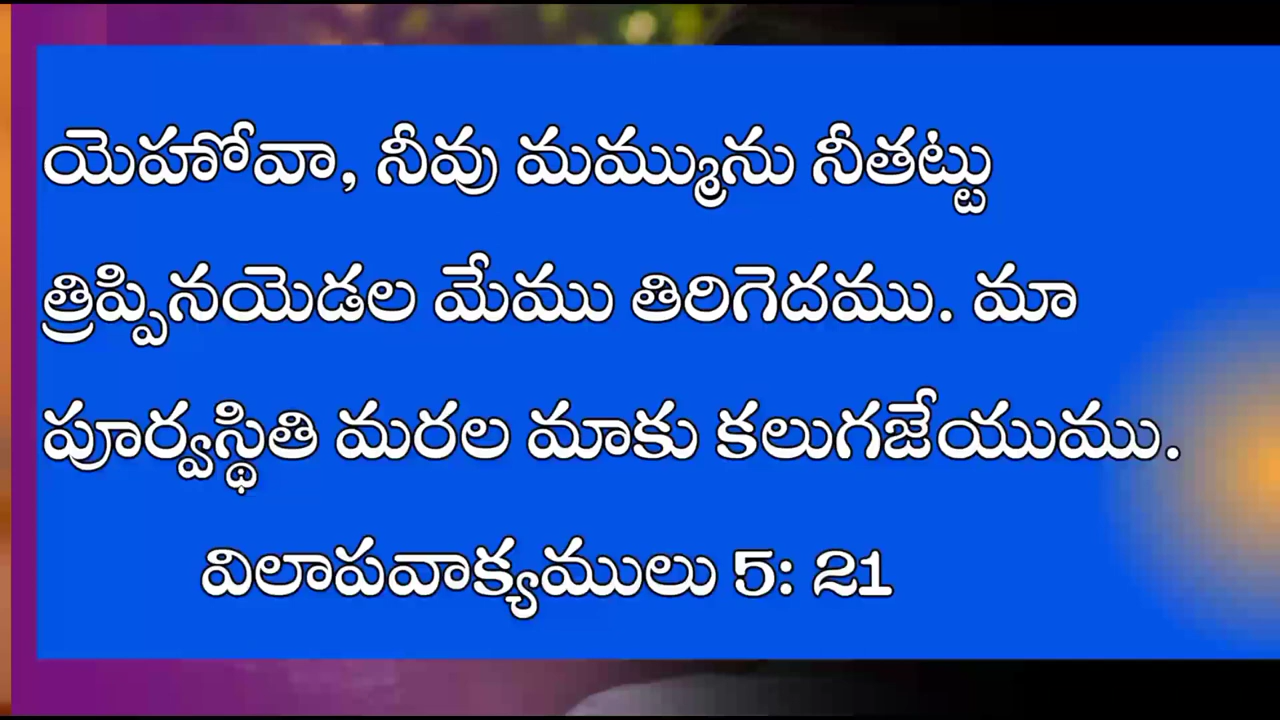 యెహోవా, నీవు మమ్మును నీతట్టు
త్రిప్పినయెడల మేము తిరిగెదము. మా
పూర్వస్థితి మరల మాకు కలుగజేయుము.
విలాపవాక్యములు 5: 21